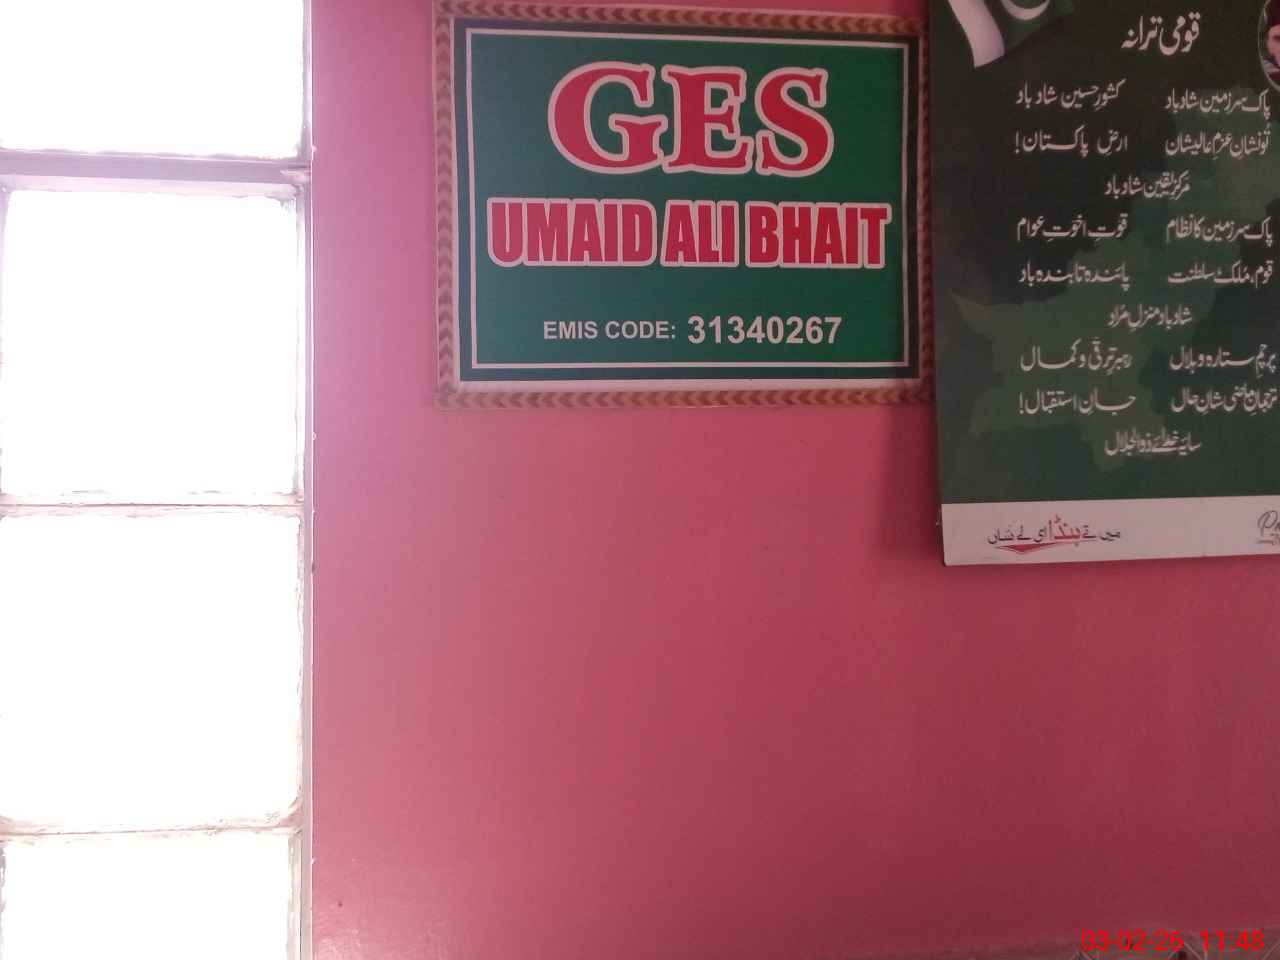 GES
UMAID ALI BHAIT
EMIS CODE: 31340267
قومی ترانہ
پاک سرزمین شاد باد کشورِ حسین شاد باد
تو نشانِ عزمِ عالیشان ارضِ پاکستان!
مرکزِ یقین شاد باد
پاک سرزمین کا نظام قوتِ اخوتِ عوام
قوم، ملک، سلطنت پائندہ تابندہ باد
شاد باد منزلِ مراد
پرچمِ ستارہ و ہلال رہبرِ ترقی و کمال
ترجمانِ ماضی شانِ حال جانِ استقبال!
سایۂ خدائے ذوالجلال
03-02-25 11:48